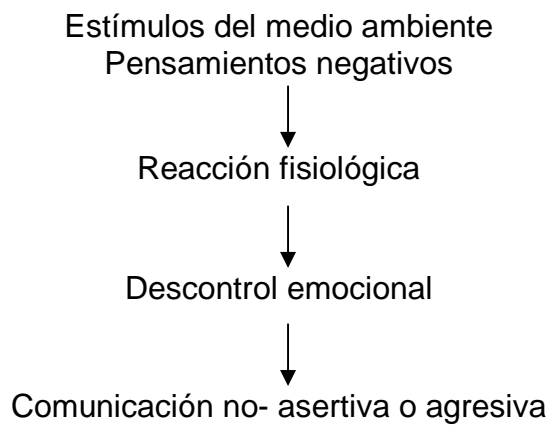 Estímulos del medio ambiente
Pensamientos negativos
Reacción fisiológica
Descontrol emocional
Comunicación no- asertiva o agresiva